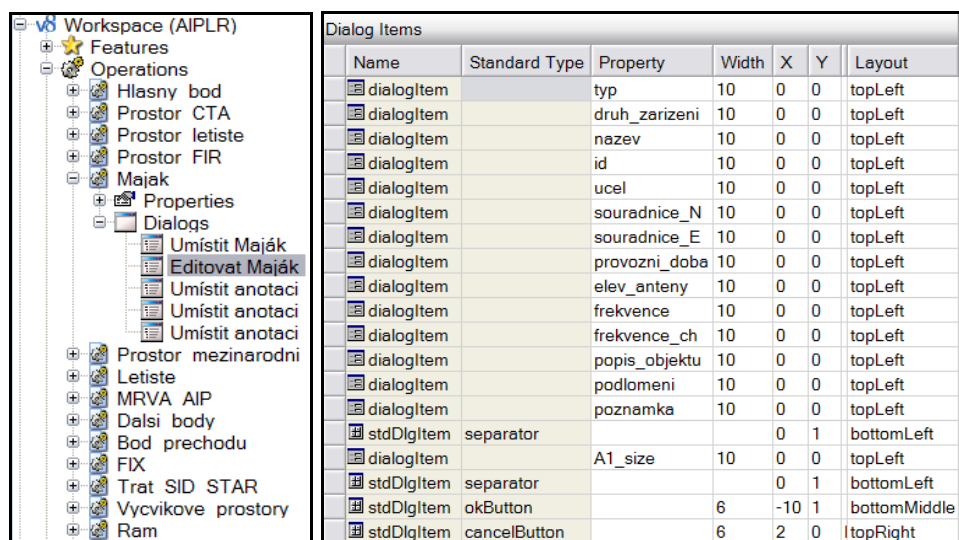 Workspace (AIPLR)
Features
Operations
Hlasny bod
Prostor CTA
Prostor letiste
Prostor FIR
Majak
Properties
Dialogs
Umístit Maják
Editovat Maják
Umístit anotaci
Umístit anotaci
Umístit anotaci
Prostor mezinarodni
Letiste
MRVA AIP
Dalsi body
Bod prechodu
FIX
Trat SID STAR
Vycvikove prostory
Ram
Dialog Items
Name Standard Type Property Width X Y Layout
dialogItem typ 10 0 0 topLeft
dialogItem druh_zarizeni 10 0 0 topLeft
dialogItem nazev 10 0 0 topLeft
dialogItem id 10 0 0 topLeft
dialogItem ucel 10 0 0 topLeft
dialogItem souradnice_N 10 0 0 topLeft
dialogItem souradnice_E 10 0 0 topLeft
dialogItem provozni_doba 10 0 0 topLeft
dialogItem elev_anteny 10 0 0 topLeft
dialogItem frekvence 10 0 0 topLeft
dialogItem frekvence_ch 10 0 0 topLeft
dialogItem popis_objektu 10 0 0 topLeft
dialogItem podlomeni 10 0 0 topLeft
dialogItem poznamka 10 0 0 topLeft
stdDlgItem separator 0 1 bottomLeft
dialogItem A1_size 10 0 0 topLeft
stdDlgItem separator 0 1 bottomLeft
stdDlgItem okButton 6 -10 1 bottomMiddle
stdDlgItem cancelButton 6 2 0 topRight